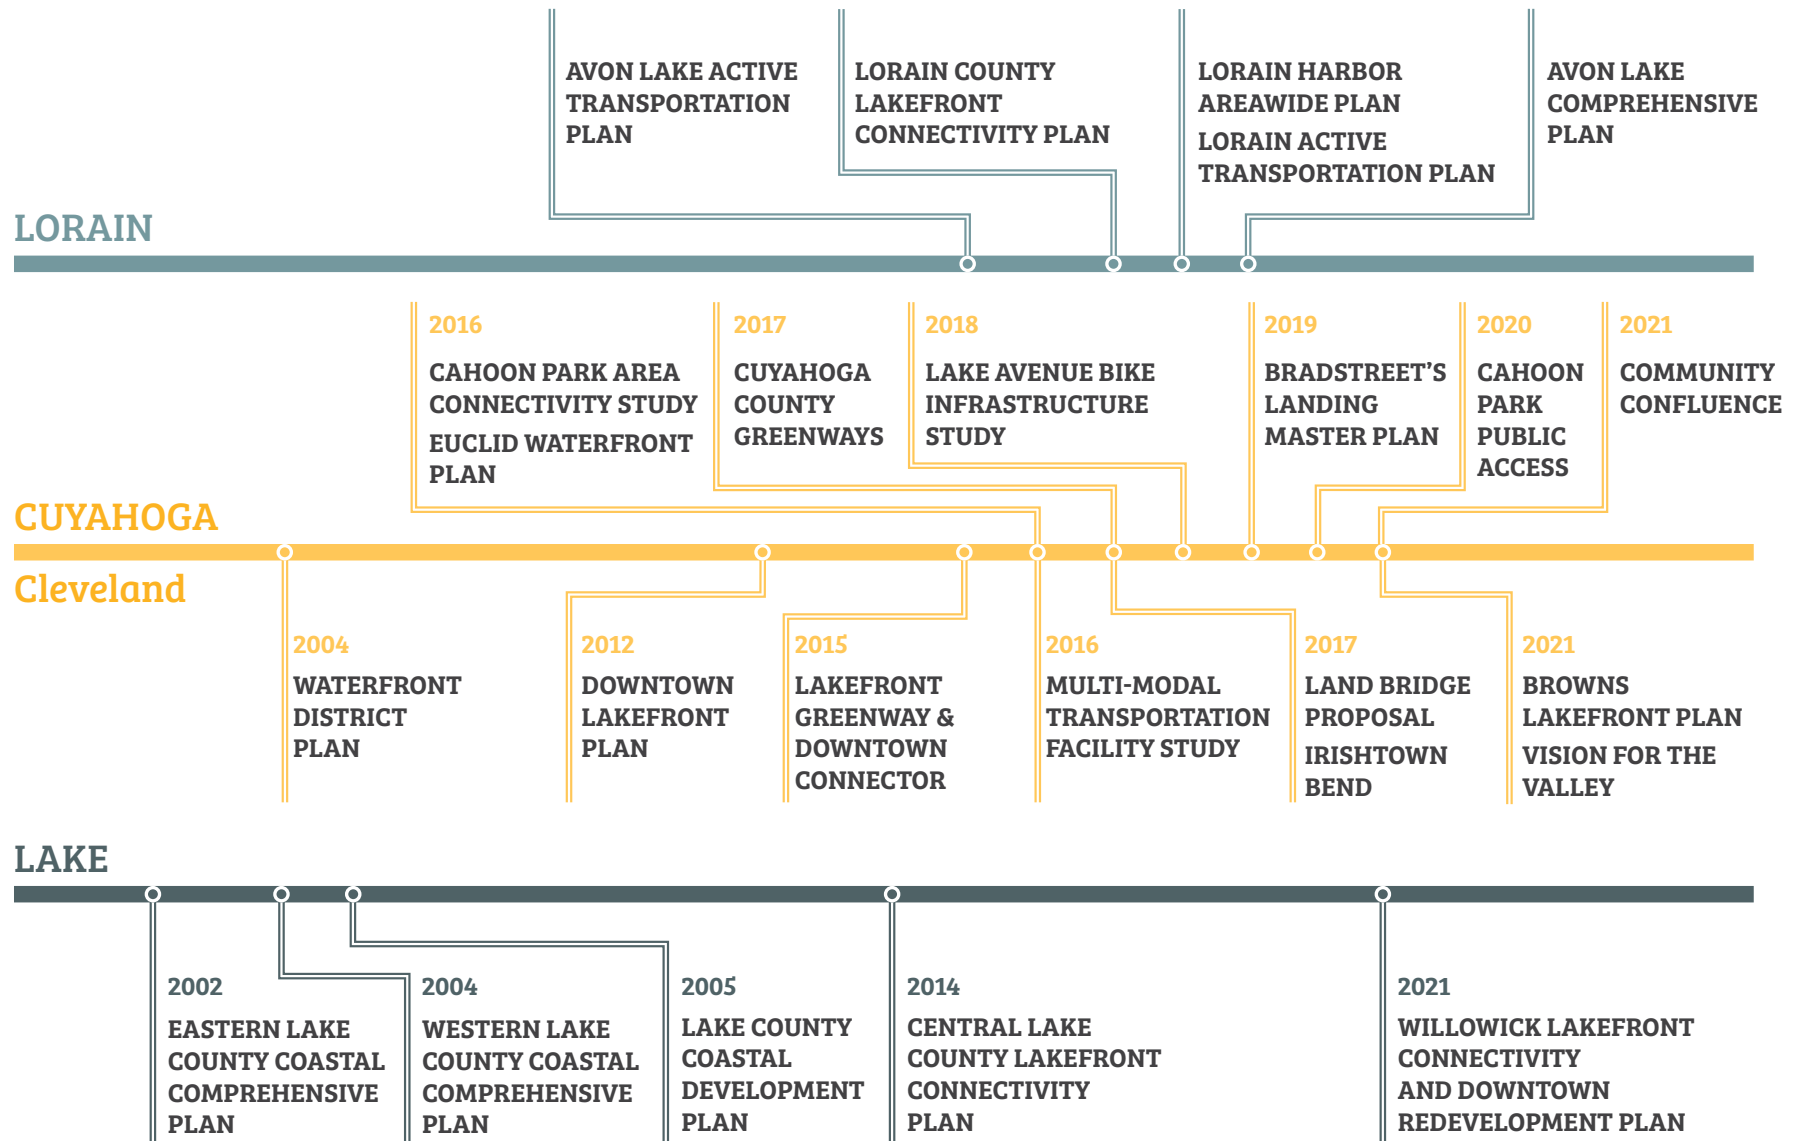 AVON LAKE ACTIVE
TRANSPORTATION
PLAN
LORAIN COUNTY
LAKEFRONT
CONNECTIVITY PLAN
LORAIN HARBOR
AREAWIDE PLAN
LORAIN ACTIVE
TRANSPORTATION PLAN
AVON LAKE
COMPREHENSIVE
PLAN
LORAIN
2016
CAHOON PARK AREA
CONNECTIVITY STUDY
EUCLID WATERFRONT
PLAN
2017
CUYAHOGA
COUNTY
GREENWAYS
2018
LAKE AVENUE BIKE
INFRASTRUCTURE
STUDY
2019
BRADSTREET’S
LANDING
MASTER PLAN
2020
CAHOON
PARK
PUBLIC
ACCESS
2021
COMMUNITY
CONFLUENCE
CUYAHOGA
Cleveland
2004
WATERFRONT
DISTRICT
PLAN
2012
DOWNTOWN
LAKEFRONT
PLAN
2015
LAKEFRONT
GREENWAY &
DOWNTOWN
CONNECTOR
2016
MULTI-MODAL
TRANSPORTATION
FACILITY STUDY
2017
LAND BRIDGE
PROPOSAL
IRISHTOWN
BEND
2021
BROWNS
LAKEFRONT PLAN
VISION FOR THE
VALLEY
LAKE
2002
EASTERN LAKE
COUNTY COASTAL
COMPREHENSIVE
PLAN
2004
WESTERN LAKE
COUNTY COASTAL
COMPREHENSIVE
PLAN
2005
LAKE COUNTY
COASTAL
DEVELOPMENT
PLAN
2014
CENTRAL LAKE
COUNTY LAKEFRONT
CONNECTIVITY
PLAN
2021
WILLOWICK LAKEFRONT
CONNECTIVITY
AND DOWNTOWN
REDEVELOPMENT PLAN